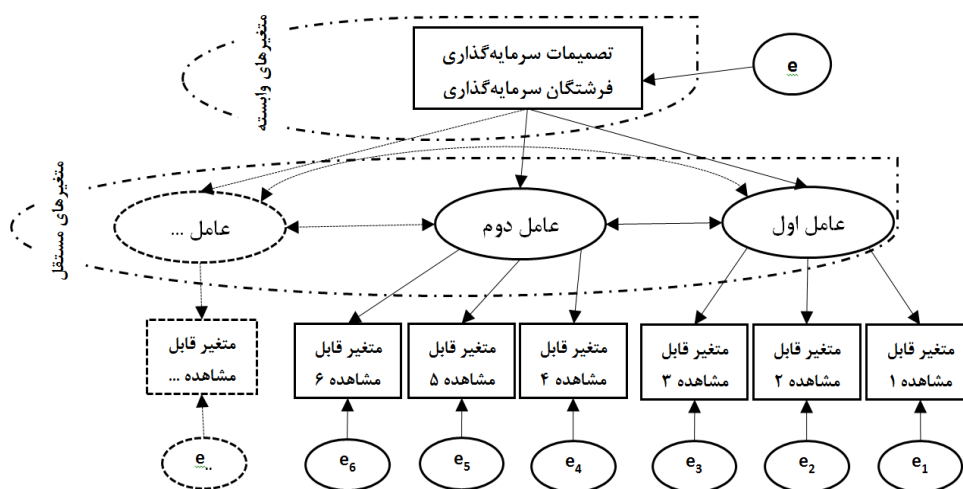 متغیرهای وابسته
تصمیمات سرمایه‌گذاری
فرشتگان سرمایه‌گذاری
e
متغیرهای مستقل
عامل اول
عامل دوم
عامل ...
متغیر قابل
مشاهده ۱
متغیر قابل
مشاهده ۲
متغیر قابل
مشاهده ۳
متغیر قابل
مشاهده ۴
متغیر قابل
مشاهده ۵
متغیر قابل
مشاهده ۶
متغیر قابل
مشاهده ...
e₁
e₂
e₃
e₄
e₅
e₆
e..